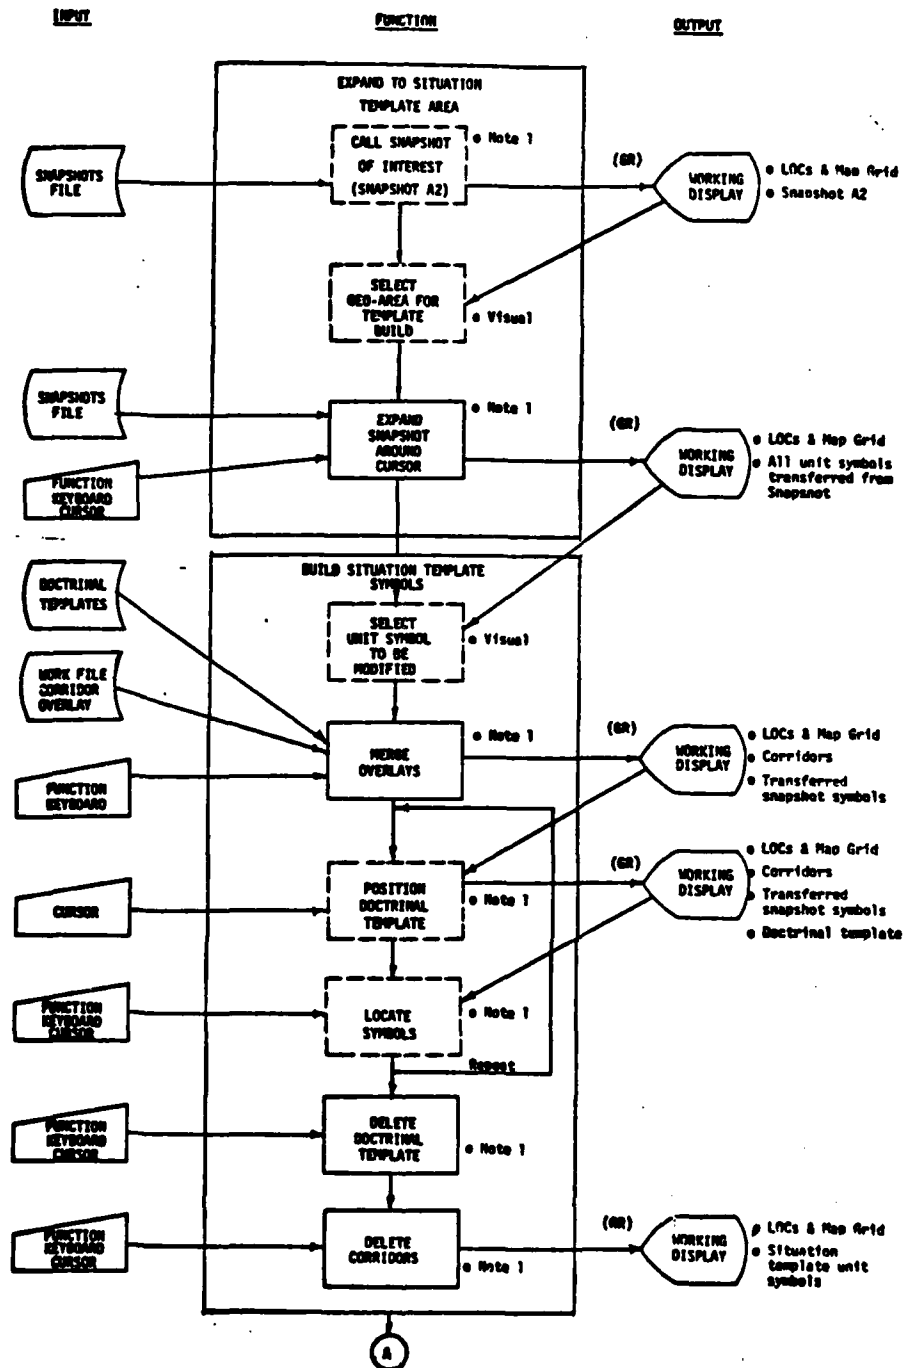 INPUT
FUNCTION
OUTPUT
EXPAND TO SITUATION
TEMPLATE AREA
CALL SNAPSHOT
OF INTEREST
(SNAPSHOT A2)
• Note 1
SNAPSHOTS
FILE
(GR)
WORKING
DISPLAY
• LOCs & Map Grid
• Snapshot A2
SELECT
GEO-AREA FOR
TEMPLATE
BUILD
• Visual
SNAPSHOTS
FILE
EXPAND
SNAPSHOT
AROUND
CURSOR
• Note 1
FUNCTION
KEYBOARD
CURSOR
(GR)
WORKING
DISPLAY
• LOCs & Map Grid
• All unit symbols
transferred from
Snapshot
BUILD SITUATION TEMPLATE
SYMBOLS
DOCTRINAL
TEMPLATES
SELECT
UNIT SYMBOL
TO BE
MODIFIED
• Visual
WORK FILE
CORRIDOR
OVERLAY
MERGE
OVERLAYS
• Note 1
FUNCTION
KEYBOARD
(GR)
WORKING
DISPLAY
• LOCs & Map Grid
• Corridors
• Transferred
snapshot symbols
CURSOR
POSITION
DOCTRINAL
TEMPLATE
• Note 1
(GR)
WORKING
DISPLAY
• LOCs & Map Grid
• Corridors
• Transferred
snapshot symbols
• Doctrinal template
FUNCTION
KEYBOARD
CURSOR
LOCATE
SYMBOLS
• Note 1
Repeat
FUNCTION
KEYBOARD
CURSOR
DELETE
DOCTRINAL
TEMPLATE
• Note 1
FUNCTION
KEYBOARD
CURSOR
DELETE
CORRIDORS
• Note 1
(GR)
WORKING
DISPLAY
• LOCs & Map Grid
• Situation
template unit
symbols
A